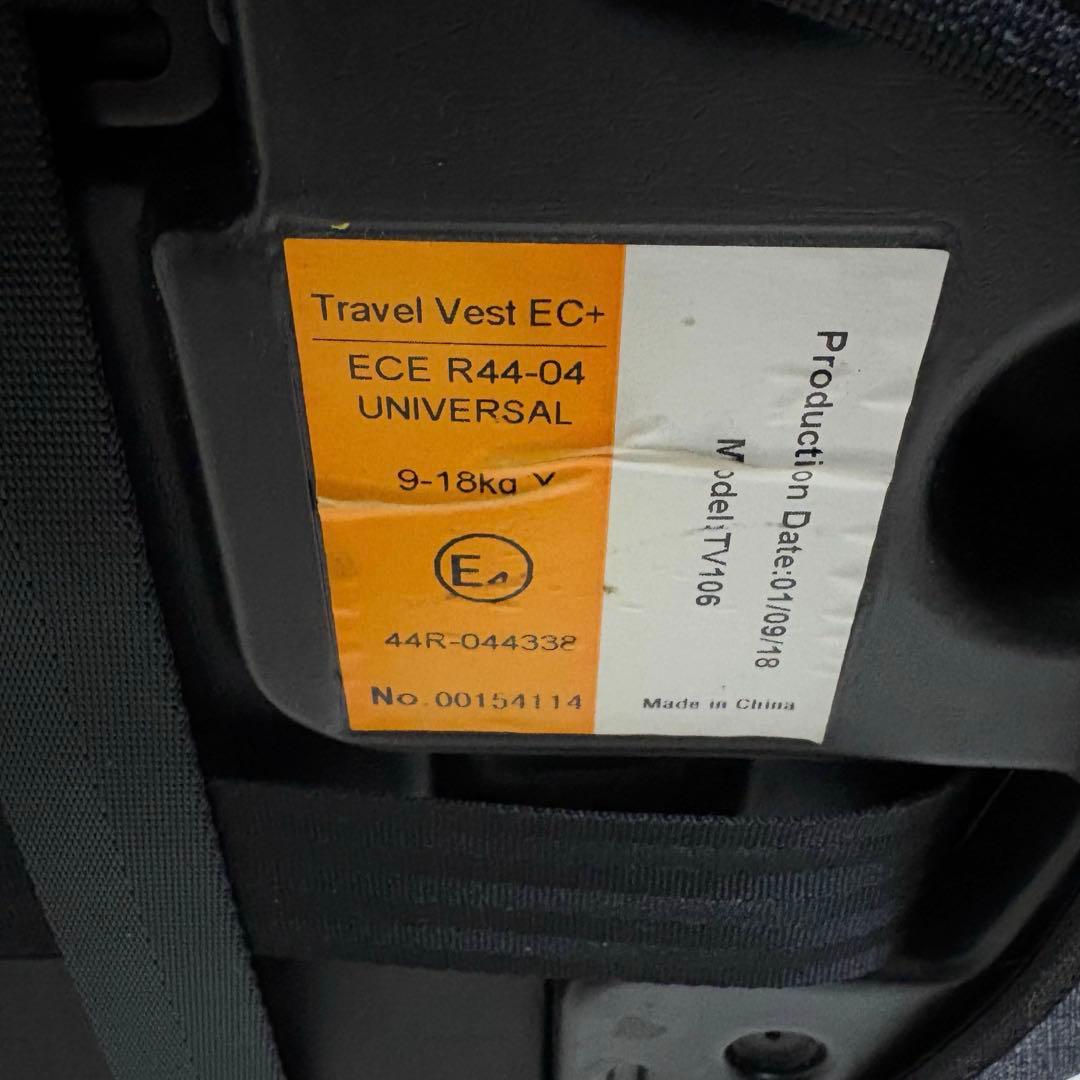 Travel Vest EC+
ECE R44-04
UNIVERSAL
9-18kg Y
E4
44R-044338
No.00154114
Production Date:01/09/18
Model:TV106
Made in China